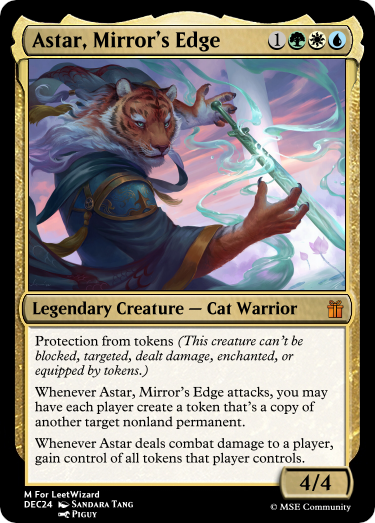 Astar, Mirror's Edge
1
Legendary Creature — Cat Warrior
Protection from tokens (This creature can't be
blocked, targeted, dealt damage, enchanted, or
equipped by tokens.)
Whenever Astar, Mirror's Edge attacks, you may
have each player create a token that's a copy of
another target nonland permanent.
Whenever Astar deals combat damage to a player,
gain control of all tokens that player controls.
4/4
M For LeetWizard
DEC24 Sandara Tang
Piguy
© MSE Community